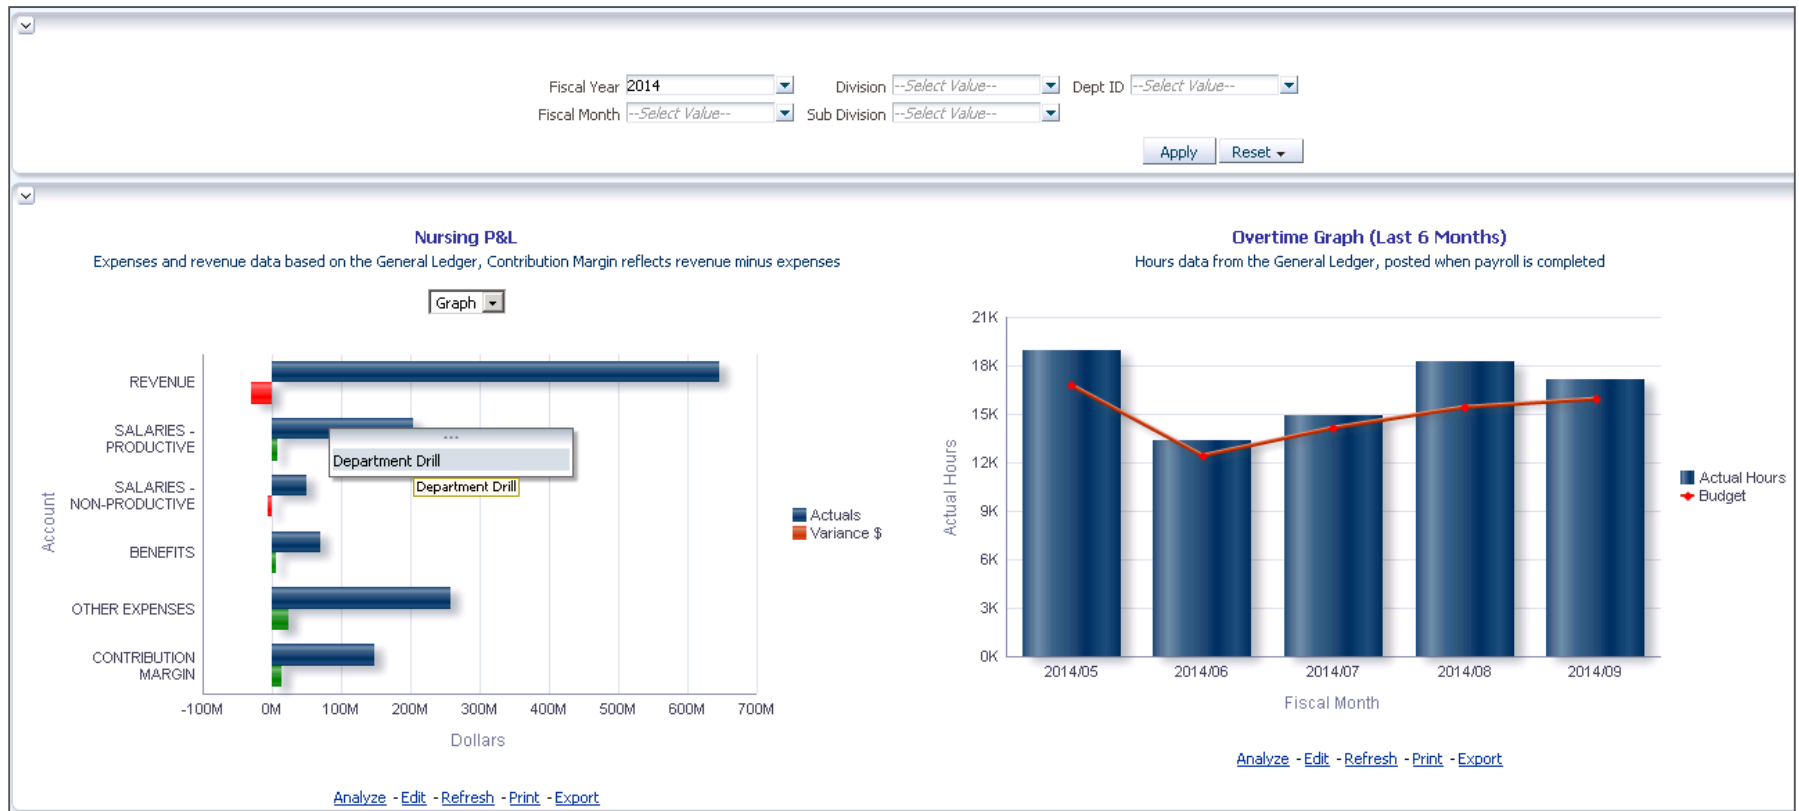 Fiscal Year 2014 Division --Select Value-- Dept ID --Select Value--
Fiscal Month --Select Value-- Sub Division --Select Value--
Apply Reset
Nursing P&L
Expenses and revenue data based on the General Ledger, Contribution Margin reflects revenue minus expenses
Graph
REVENUE
SALARIES -
PRODUCTIVE
SALARIES -
NON-PRODUCTIVE
BENEFITS
OTHER EXPENSES
CONTRIBUTION
MARGIN
Account
...
Department Drill
Department Drill
-100M 0M 100M 200M 300M 400M 500M 600M 700M
Dollars
Actuals
Variance $
Analyze - Edit - Refresh - Print - Export
Overtime Graph (Last 6 Months)
Hours data from the General Ledger, posted when payroll is completed
21K
18K
15K
12K
9K
6K
3K
0K
Actual Hours
2014/05 2014/06 2014/07 2014/08 2014/09
Fiscal Month
Actual Hours
Budget
Analyze - Edit - Refresh - Print - Export